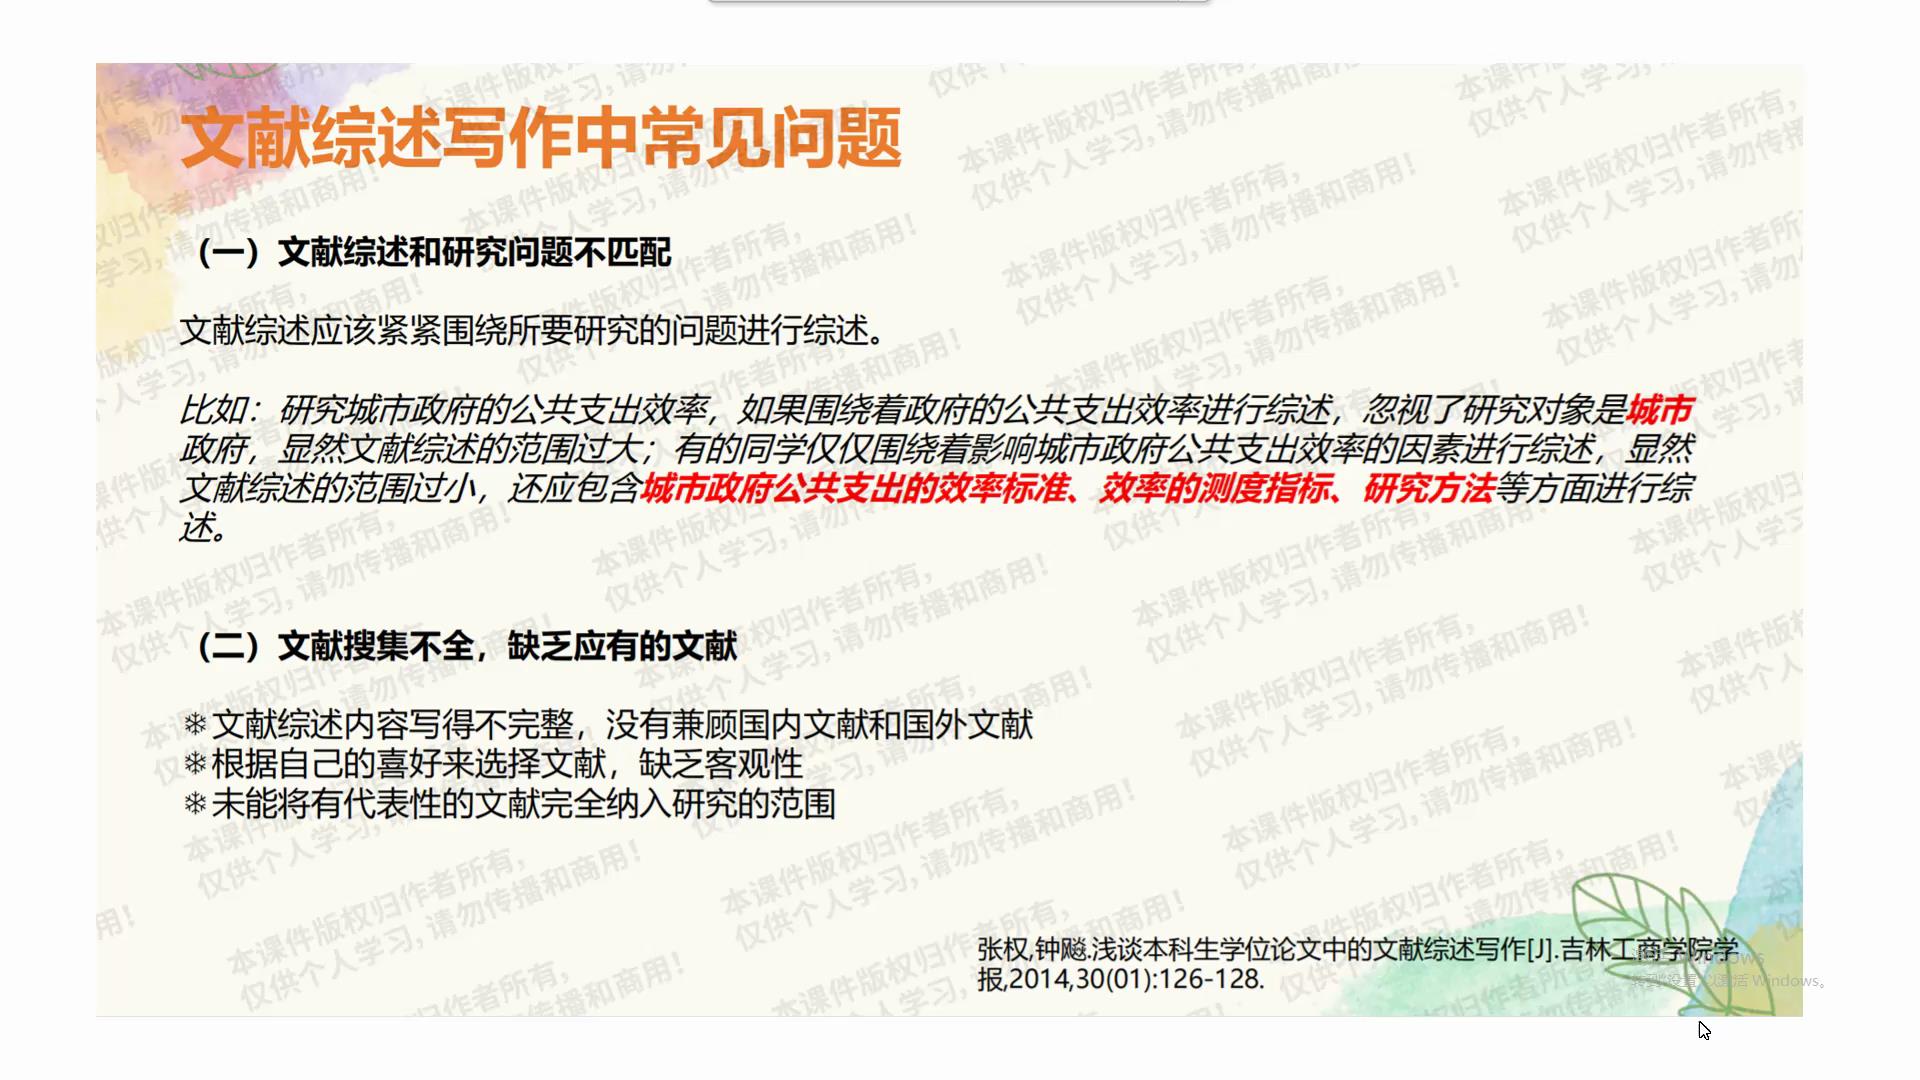 文献综述写作中常见问题
（一）文献综述和研究问题不匹配
文献综述应该紧紧围绕所要研究的问题进行综述。
比如：研究城市政府的公共支出效率，如果围绕着政府的公共支出效率进行综述，忽视了研究对象是城市
政府，显然文献综述的范围过大；有的同学仅仅围绕着影响城市政府公共支出效率的因素进行综述，显然
文献综述的范围过小，还应包含城市政府公共支出的效率标准、效率的测度指标、研究方法等方面进行综
述。
（二）文献搜集不全，缺乏应有的文献
❄文献综述内容写得不完整，没有兼顾国内文献和国外文献
❄根据自己的喜好来选择文献，缺乏客观性
❄未能将有代表性的文献完全纳入研究的范围
张权,钟飚.浅谈本科生学位论文中的文献综述写作[J].吉林工商学院学
报,2014,30(01):126-128.
本课件版权归作者所有，
仅供个人学习，请勿传播和商用！
转到"设置"以激活 Windows。